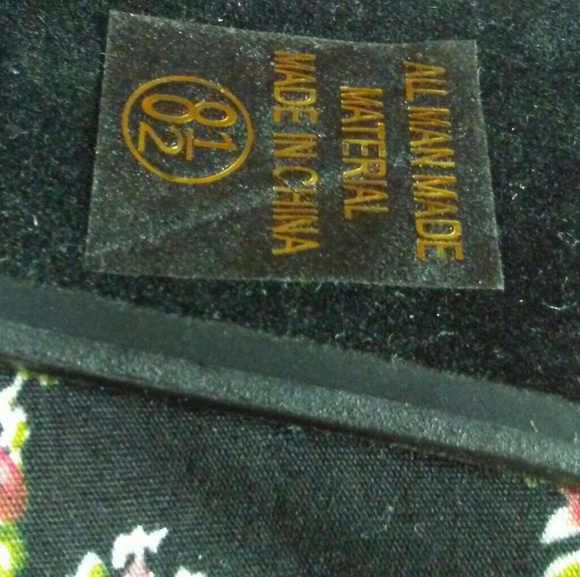 ALL MAN MADE
MATERIAL
MADE IN CHINA
8 1/2